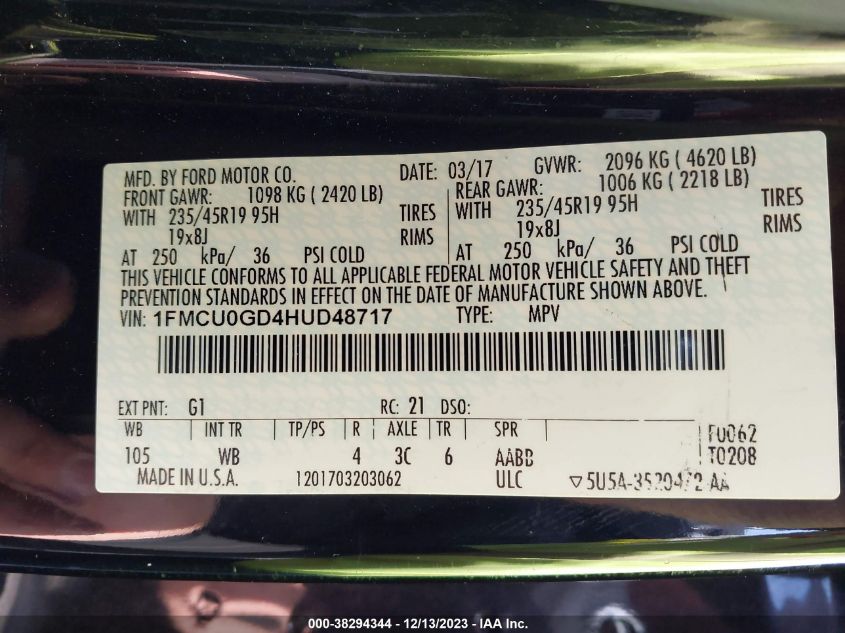 MFD. BY FORD MOTOR CO. DATE: 03/17 GVWR: 2096 KG ( 4620 LB)
FRONT GAWR: 1098 KG ( 2420 LB) REAR GAWR: 1006 KG ( 2218 LB)
WITH 235/45R19 95H TIRES WITH 235/45R19 95H TIRES
19x8J RIMS 19x8J RIMS
AT 250 kPa/ 36 PSI COLD AT 250 kPa/ 36 PSI COLD
THIS VEHICLE CONFORMS TO ALL APPLICABLE FEDERAL MOTOR VEHICLE SAFETY AND THEFT
PREVENTION STANDARDS IN EFFECT ON THE DATE OF MANUFACTURE SHOWN ABOVE.
VIN: 1FMCU0GD4HUD48717 TYPE: MPV
EXT PNT: G1 RC: 21 DSO:
WB INT TR TP/PS R AXLE TR SPR F0062
105 WB 4 3C 6 AABB T0208
MADE IN U.S.A. 1201703203062 ULC
000-38294344 - 12/13/2023 - IAA Inc.